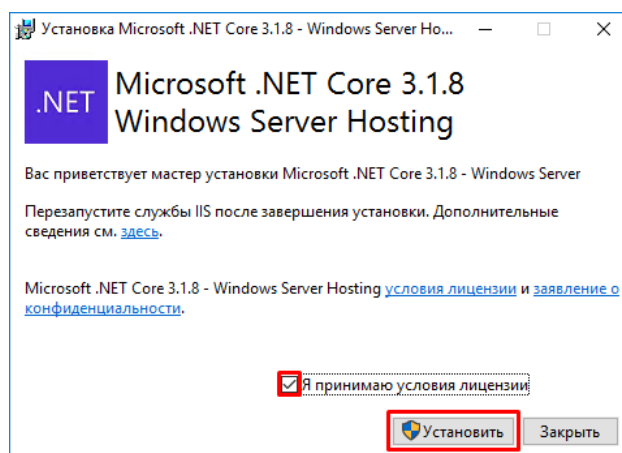 Установка Microsoft .NET Core 3.1.8 - Windows Server Ho...
.NET
Microsoft .NET Core 3.1.8
Windows Server Hosting
Вас приветствует мастер установки Microsoft .NET Core 3.1.8 - Windows Server
Перезапустите службы IIS после завершения установки. Дополнительные
сведения см. здесь.
Microsoft .NET Core 3.1.8 - Windows Server Hosting условия лицензии и заявление о
конфиденциальности.
Я принимаю условия лицензии
Установить Закрыть